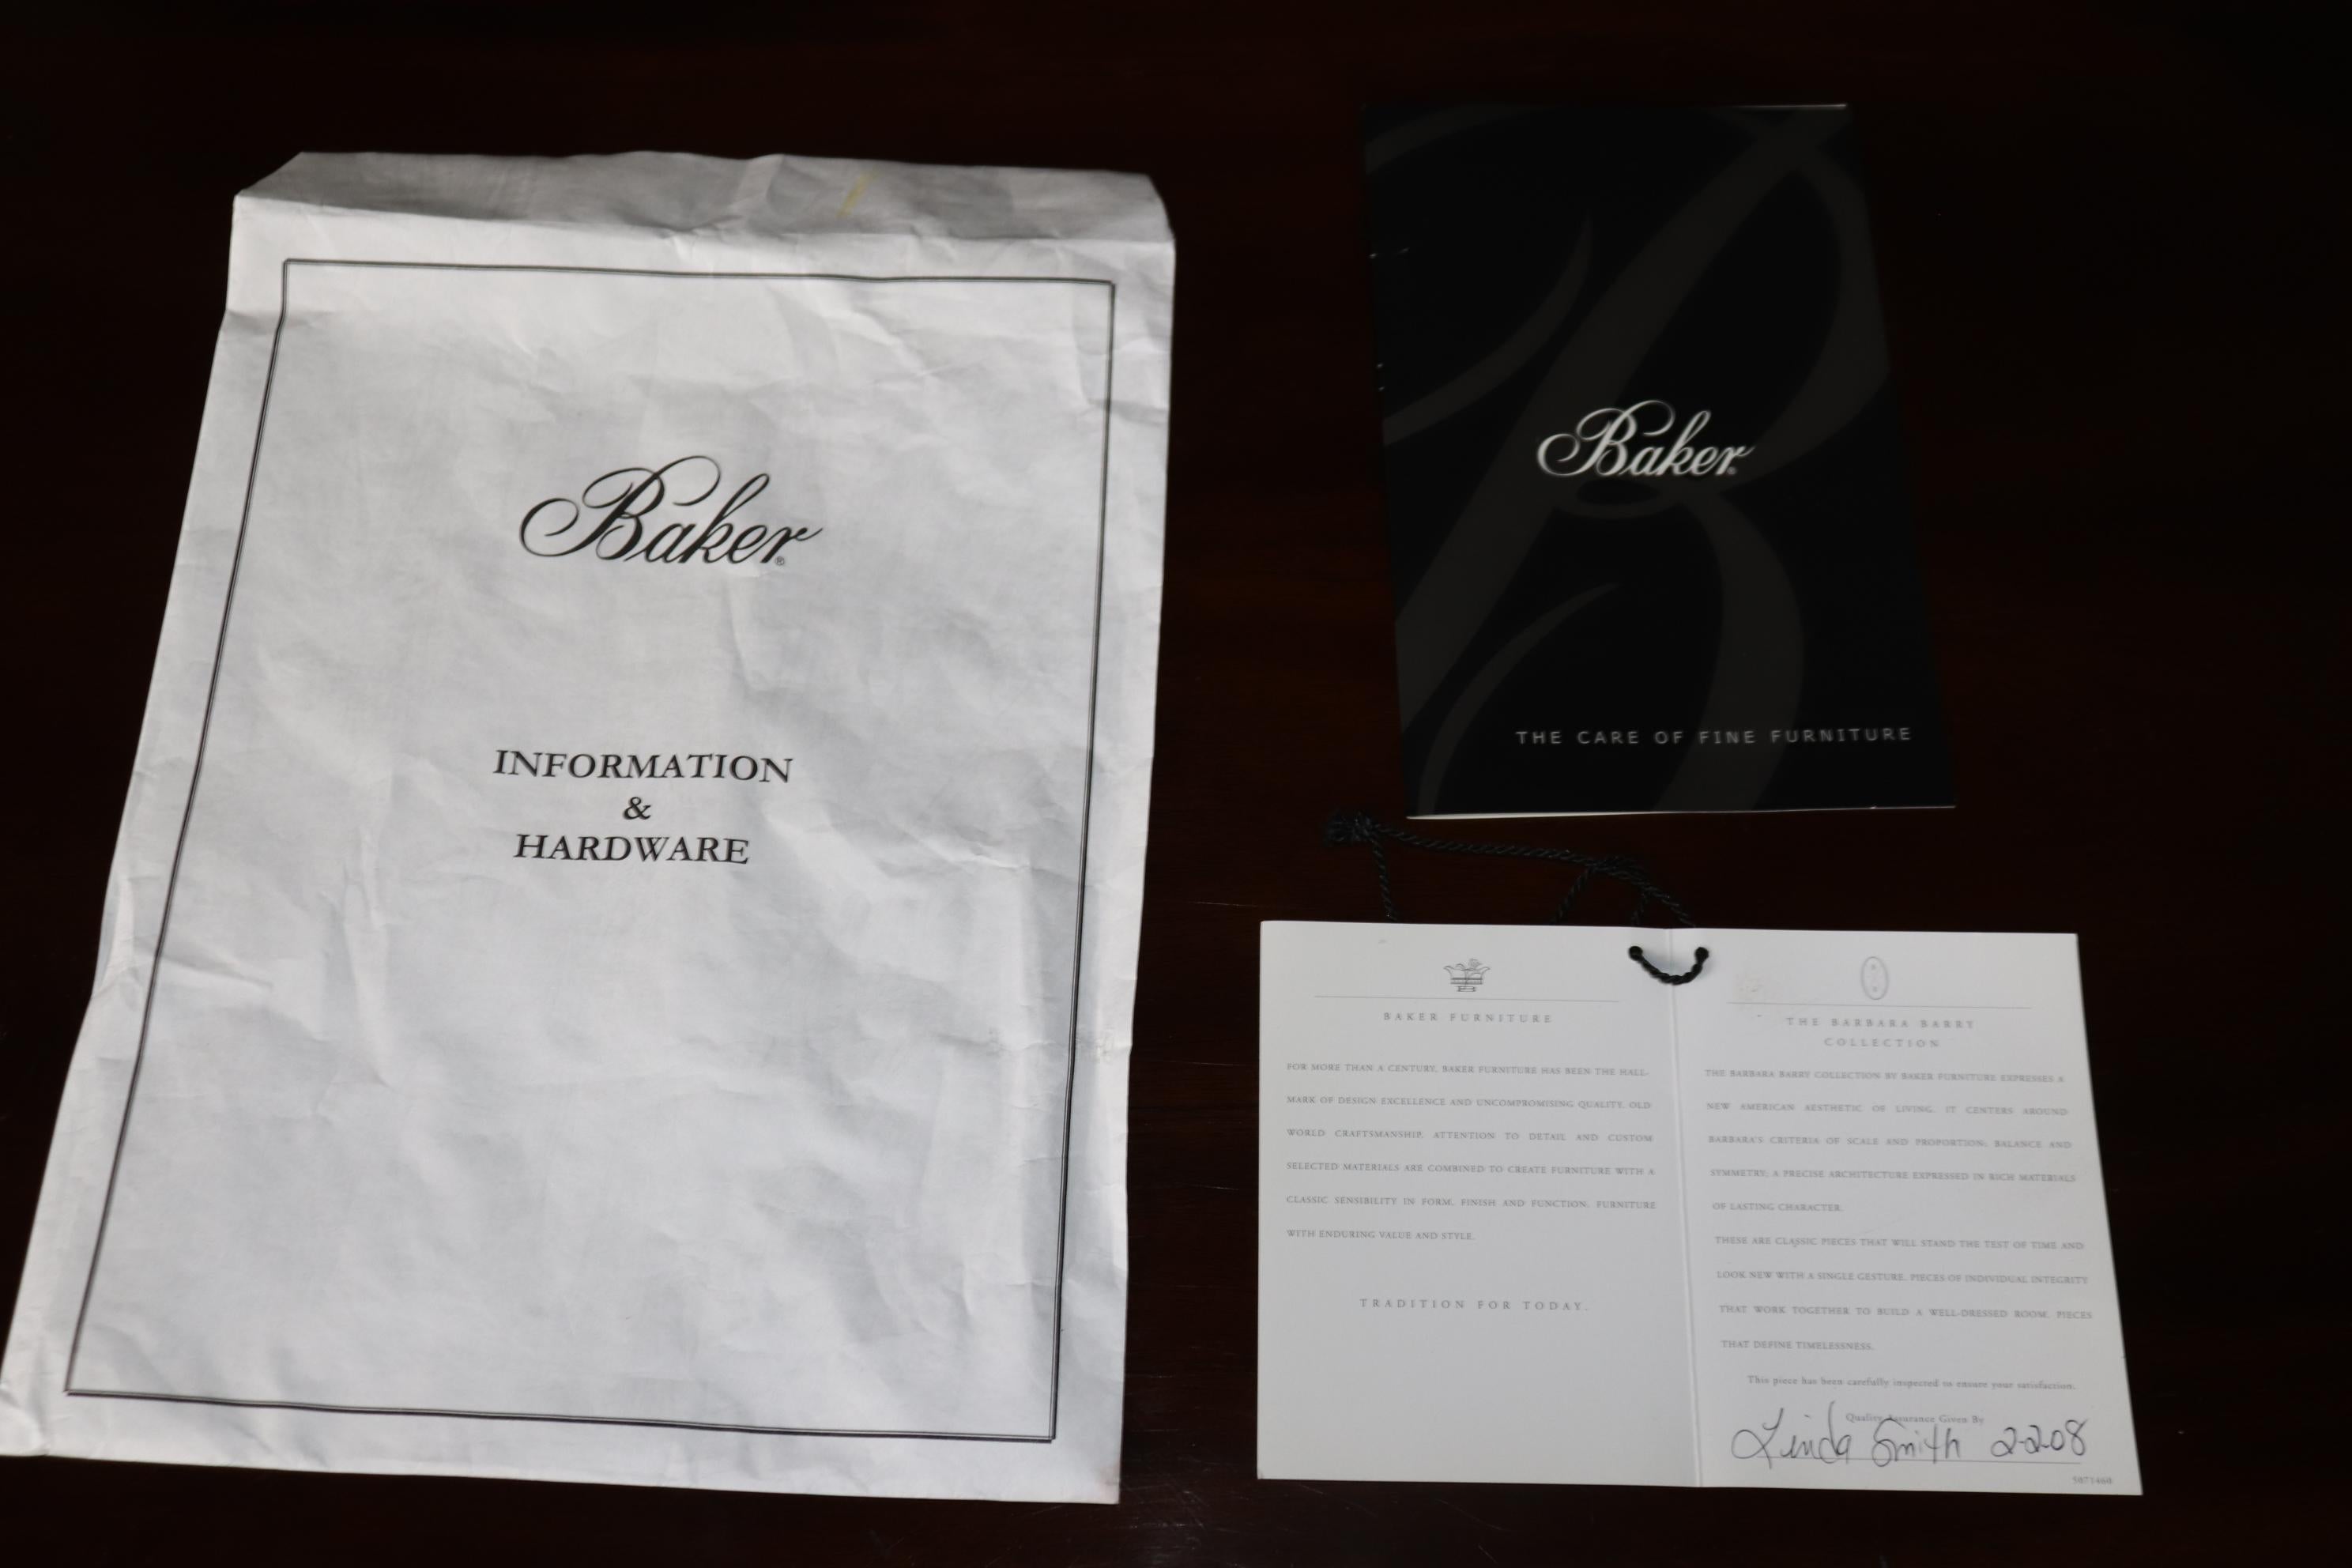 Baker®
INFORMATION
&
HARDWARE
Baker®
THE CARE OF FINE FURNITURE
BAKER FURNITURE
FOR MORE THAN A CENTURY, BAKER FURNITURE HAS BEEN THE HALL-
MARK OF DESIGN EXCELLENCE AND UNCOMPROMISING QUALITY. OLD
WORLD CRAFTSMANSHIP, ATTENTION TO DETAIL AND CUSTOM
SELECTED MATERIALS ARE COMBINED TO CREATE FURNITURE WITH A
CLASSIC SENSIBILITY IN FORM, FINISH AND FUNCTION; FURNITURE
WITH ENDURING VALUE AND STYLE.
TRADITION FOR TODAY.
THE BARBARA BARRY
COLLECTION
THE BARBARA BARRY COLLECTION BY BAKER FURNITURE EXPRESSES A
NEW AMERICAN AESTHETIC OF LIVING. IT CENTERS AROUND
BARBARA'S CRITERIA OF SCALE AND PROPORTION; BALANCE AND
SYMMETRY; A PRECISE ARCHITECTURE EXPRESSED IN RICH MATERIALS
OF LASTING CHARACTER.
THESE ARE CLASSIC PIECES THAT WILL STAND THE TEST OF TIME AND
LOOK NEW WITH A SINGLE GESTURE. PIECES OF INDIVIDUAL INTEGRITY
THAT WORK TOGETHER TO BUILD A WELL-DRESSED ROOM. PIECES
THAT DEFINE TIMELESSNESS.
This piece has been carefully inspected to ensure your satisfaction.
Quality Assurance Given By
Linda Smith 2-2-08